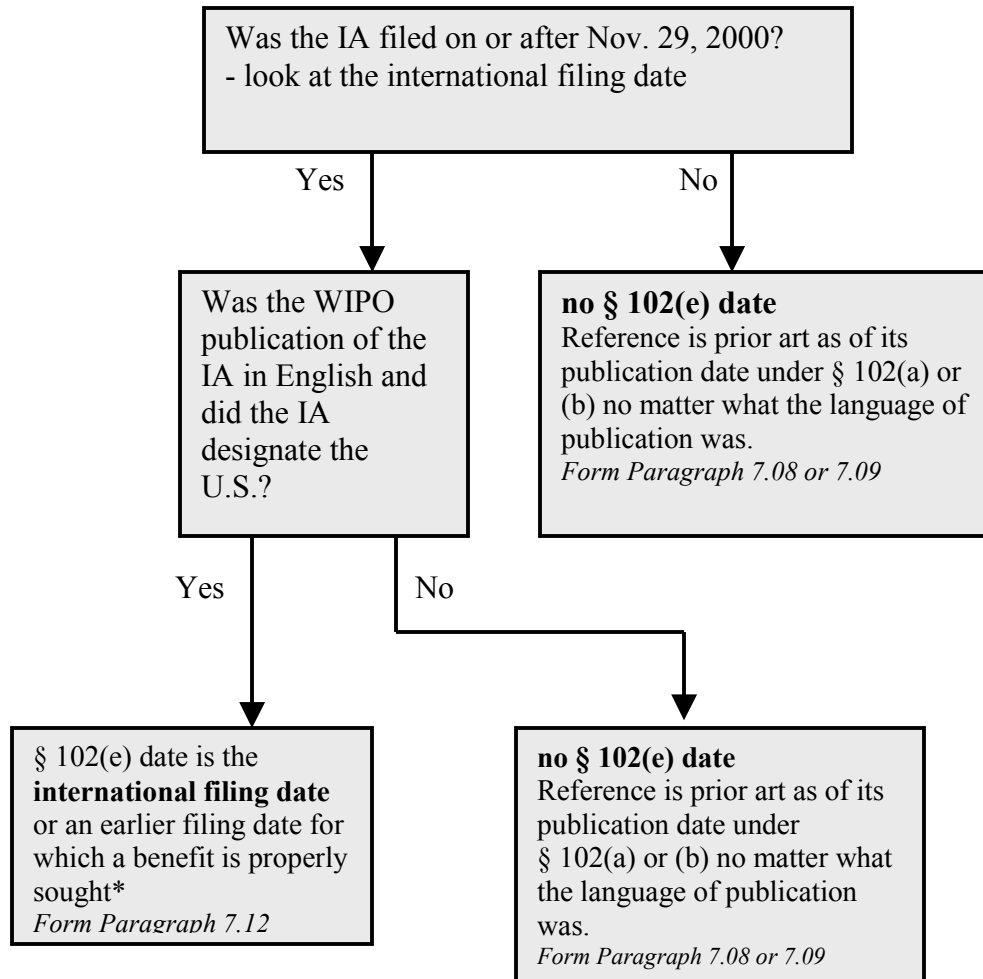 Was the IA filed on or after Nov. 29, 2000?
- look at the international filing date
Yes
No
Was the WIPO
publication of the
IA in English and
did the IA
designate the
U.S.?
no § 102(e) date
Reference is prior art as of its
publication date under § 102(a) or
(b) no matter what the language of
publication was.
Form Paragraph 7.08 or 7.09
Yes
No
§ 102(e) date is the
international filing date
or an earlier filing date for
which a benefit is properly
sought*
Form Paragraph 7.12
no § 102(e) date
Reference is prior art as of its
publication date under
§ 102(a) or (b) no matter what
the language of publication
was.
Form Paragraph 7.08 or 7.09